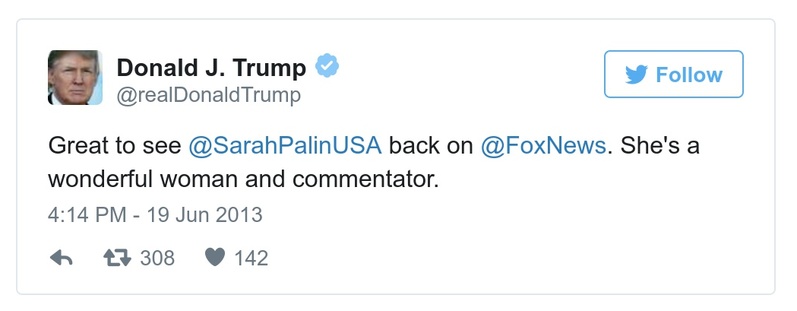 Donald J. Trump
@realDonaldTrump
Follow
Great to see @SarahPalinUSA back on @FoxNews. She's a
wonderful woman and commentator.
4:14 PM - 19 Jun 2013
308 142